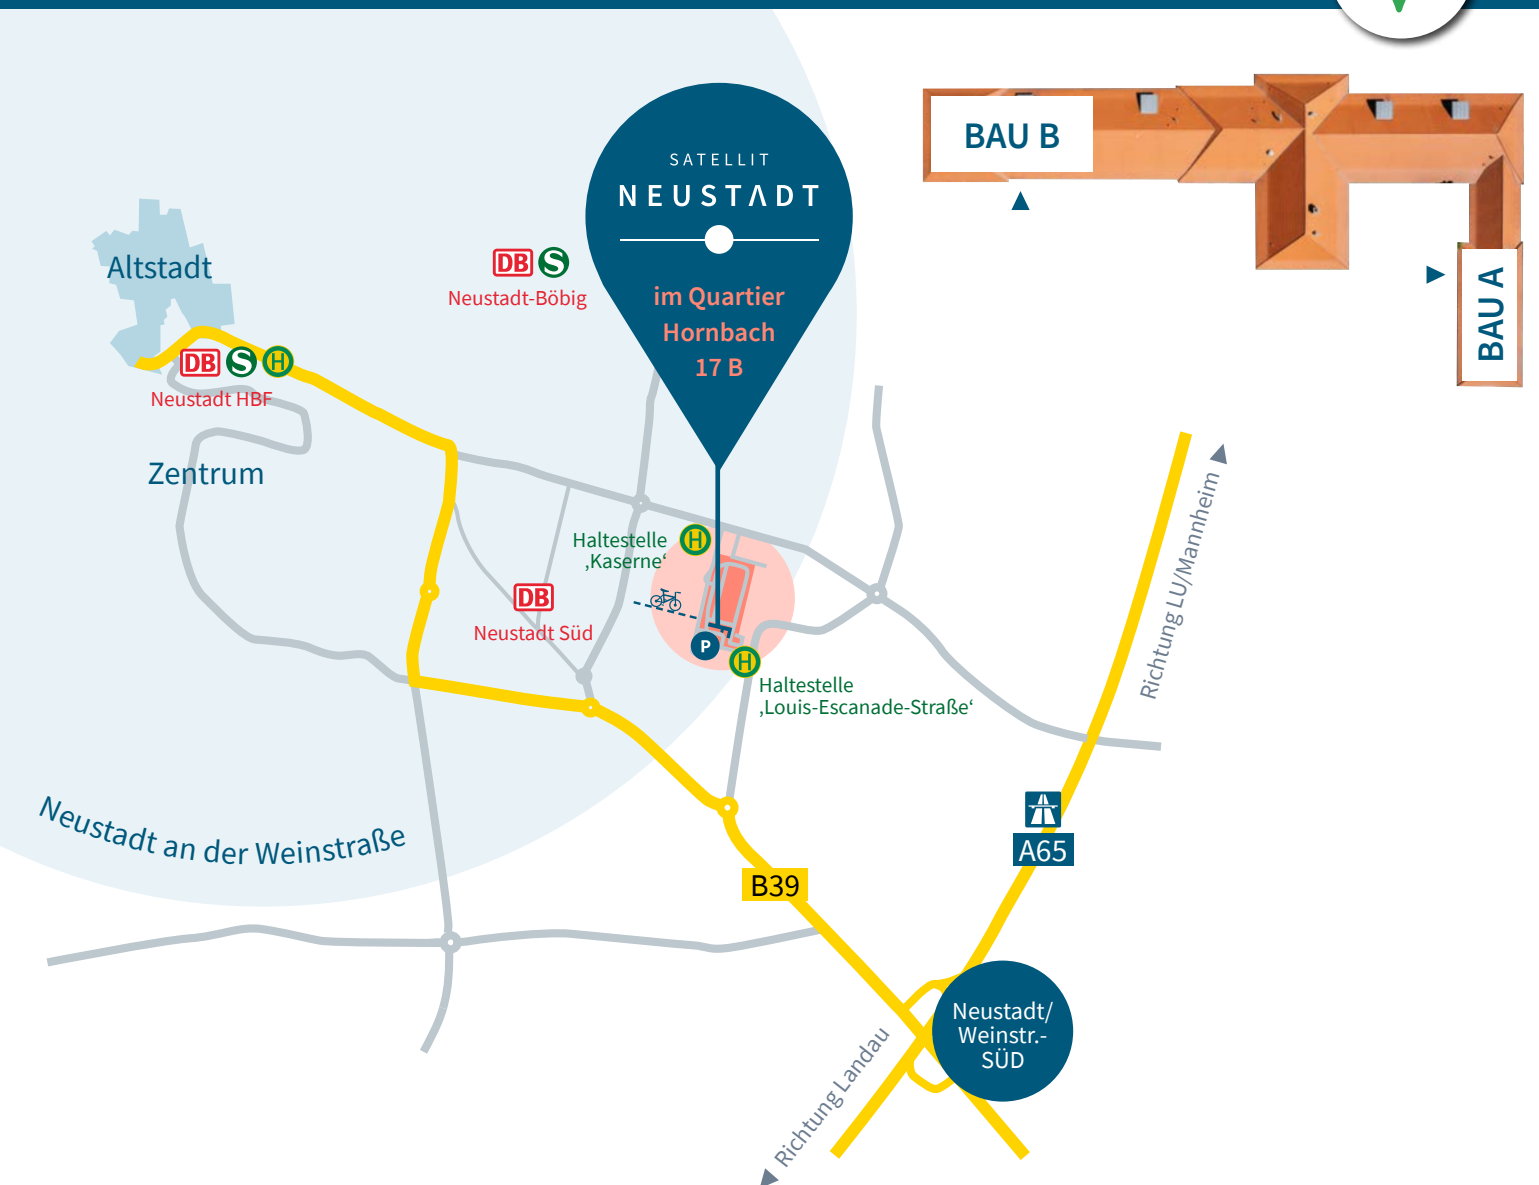 SATELLIT
NEUSTADT
im Quartier
Hornbach
17 B
BAU B
BAU A
Altstadt
DB S
Neustadt-Böbig
DB S H
Neustadt HBF
Zentrum
Haltestelle
‚Kaserne‘
H
DB
Neustadt Süd
P
H
Haltestelle
‚Louis-Escanade-Straße‘
Richtung LU/Mannheim
Neustadt an der Weinstraße
A65
B39
Neustadt/
Weinstr.-
SÜD
Richtung Landau